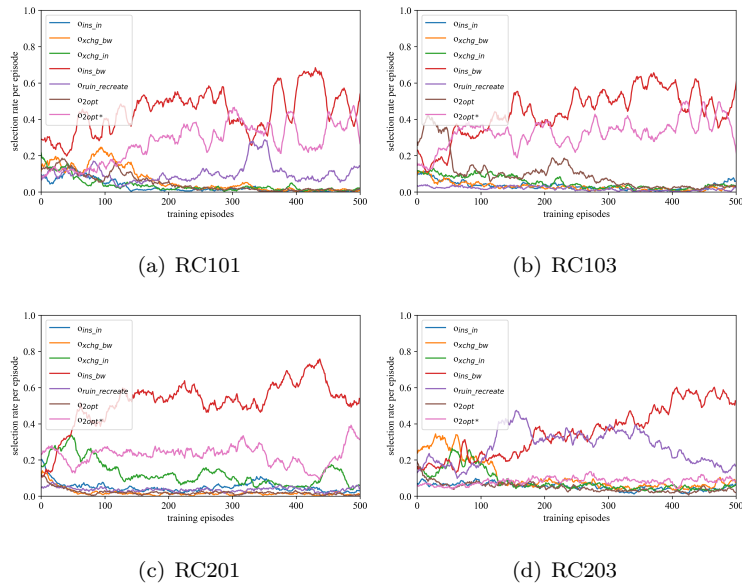 1.0
0.8
0.6
0.4
0.2
0.0
selection rate per episode
o_ins_in
o_xchg_bw
o_xchg_in
o_ins_bw
o_ruin_recreate
o_2opt
o_2opt*
0 100 200 300 400 500
training episodes
(a) RC101
1.0
0.8
0.6
0.4
0.2
0.0
selection rate per episode
o_ins_in
o_xchg_bw
o_xchg_in
o_ins_bw
o_ruin_recreate
o_2opt
o_2opt*
0 100 200 300 400 500
training episodes
(b) RC103
1.0
0.8
0.6
0.4
0.2
0.0
selection rate per episode
o_ins_in
o_xchg_bw
o_xchg_in
o_ins_bw
o_ruin_recreate
o_2opt
o_2opt*
0 100 200 300 400 500
training episodes
(c) RC201
1.0
0.8
0.6
0.4
0.2
0.0
selection rate per episode
o_ins_in
o_xchg_bw
o_xchg_in
o_ins_bw
o_ruin_recreate
o_2opt
o_2opt*
0 100 200 300 400 500
training episodes
(d) RC203